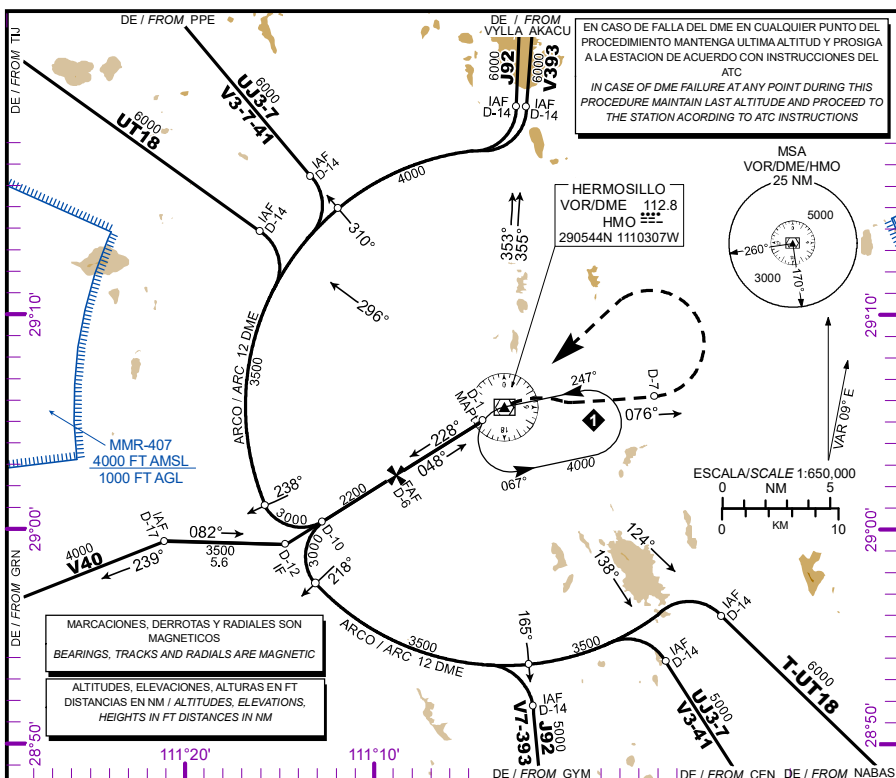 DE / FROM PPE
DE / FROM
VYLLA AKACU
DE / FROM TIJ
EN CASO DE FALLA DEL DME EN CUALQUIER PUNTO DEL
PROCEDIMIENTO MANTENGA ULTIMA ALTITUD Y PROSIGA
A LA ESTACION DE ACUERDO CON INSTRUCCIONES DEL
ATC
IN CASE OF DME FAILURE AT ANY POINT DURING THIS
PROCEDURE MAINTAIN LAST ALTITUDE AND PROCEED TO
THE STATION ACORDING TO ATC INSTRUCTIONS
6000
UJ3-7
V3-7-41
6000
UT18
6000
J92
6000
V393
IAF
D-14
IAF
D-14
IAF
D-14
IAF
D-14
4000
310°
296°
353°
355°
HERMOSILLO
VOR/DME 112.8
HMO
290544N 1110307W
MSA
VOR/DME/HMO
25 NM
5000
260°
3000
170°
0
18
VAR 09° E
29°10'
29°10'
ARCO / ARC 12 DME
3500
MMR-407
4000 FT AMSL
1000 FT AGL
D-1
MAPt
0
18
247°
D-7
076°
1
067°
4000
228°
048°
FAF
D-6
2200
238°
3000
D-10
3000
218°
ESCALA/SCALE 1:650,000
0 NM 5
0 KM 10
29°00'
29°00'
IAF
D-17
082°
3500
5.6
D-12
IF
4000
V40
239°
DE / FROM GRN
124°
138°
MARCACIONES, DERROTAS Y RADIALES SON
MAGNETICOS
BEARINGS, TRACKS AND RADIALS ARE MAGNETIC
ALTITUDES, ELEVACIONES, ALTURAS EN FT
DISTANCIAS EN NM / ALTITUDES, ELEVATIONS,
HEIGHTS IN FT DISTANCES IN NM
ARCO / ARC 12 DME
3500
165°
3500
IAF
D-14
IAF
D-14
IAF
D-14
5000
J92
V7-393
5000
UJ3-7
V3-41
6000
T-UT18
28°50'
28°50'
111°20'
111°10'
DE / FROM GYM
DE / FROM CEN
DE / FROM NABAS